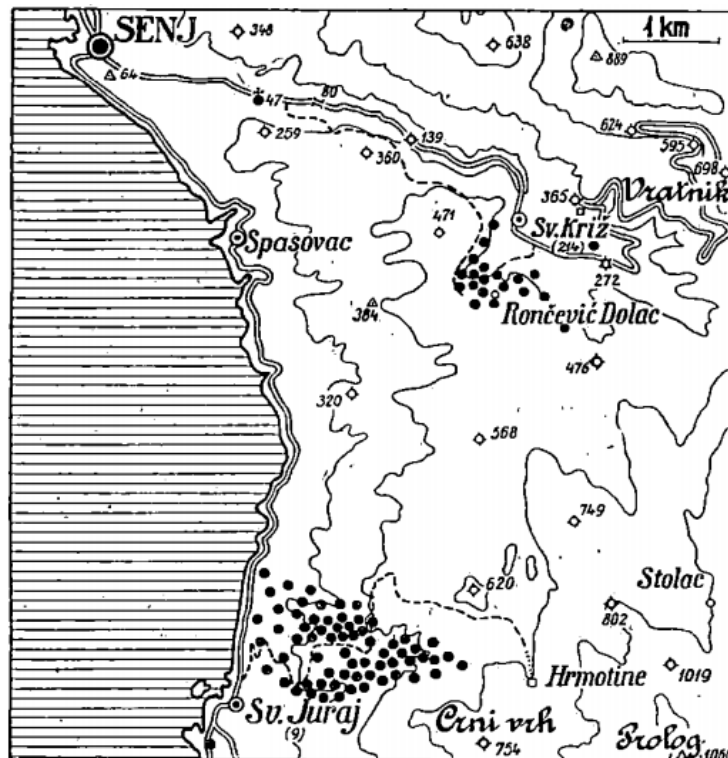 SENJ
348
638
1 km
889
64
47
80
259
139
360
624
595
698
Vratnik
365
471
Sv. Križ
(214)
Spasovac
272
384
Rončević Dolac
476
320
568
749
620
Stolac
802
Hrmotine
1019
Sv. Juraj
(9)
Crni vrh
754
Prolog